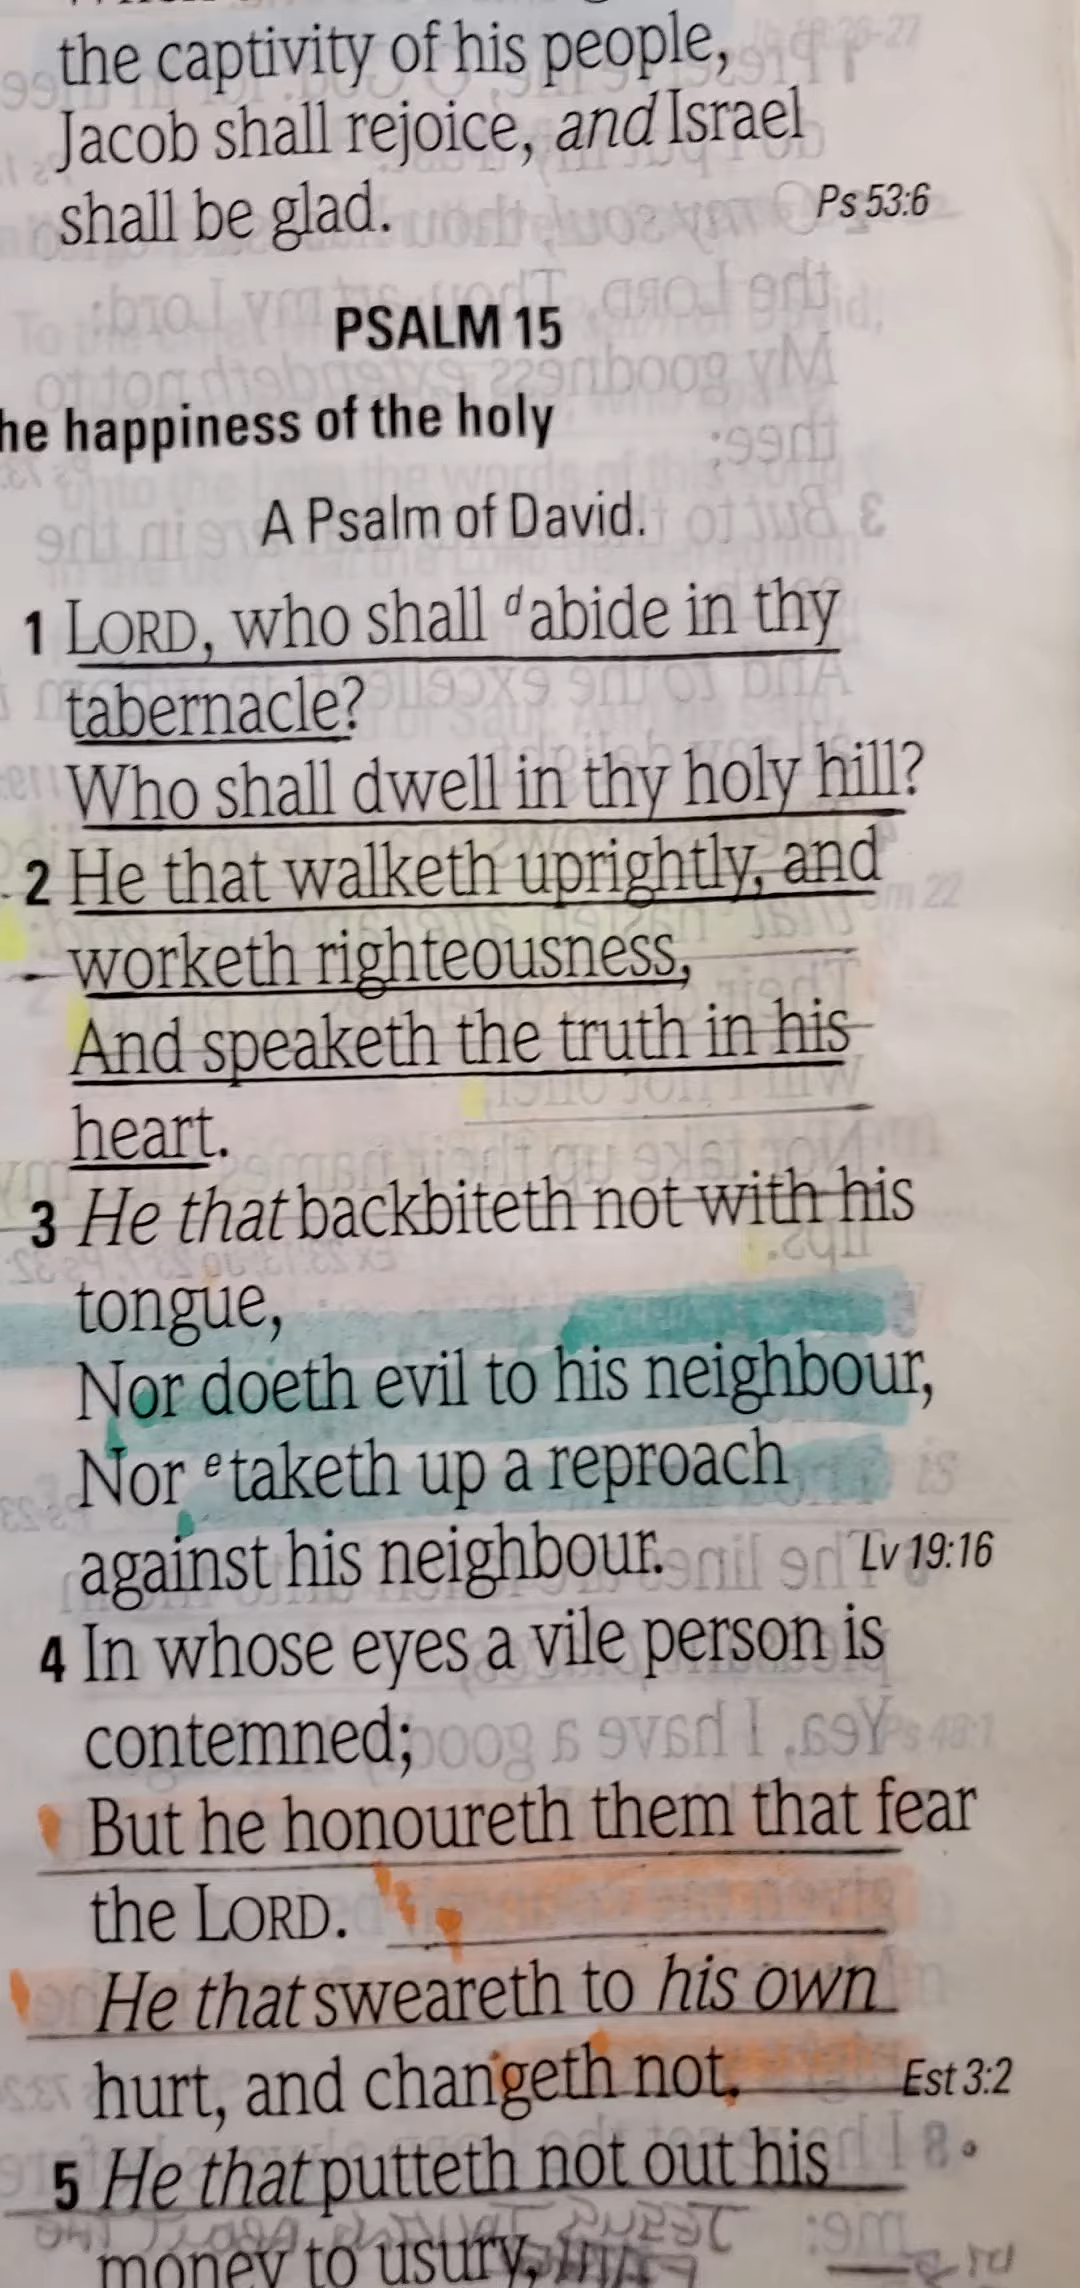 the captivity of his people,
Jacob shall rejoice, and Israel
shall be glad. Ps 53:6
PSALM 15
he happiness of the holy
A Psalm of David.
1 LORD, who shall d abide in thy
tabernacle?
Who shall dwell in thy holy hill?
2 He that walketh uprightly, and
worketh righteousness,
And speaketh the truth in his
heart.
3 He that backbiteth not with his
tongue,
Nor doeth evil to his neighbour,
Nor e taketh up a reproach
against his neighbour. Lv 19:16
4 In whose eyes a vile person is
contemned;
But he honoureth them that fear
the LORD.
He that sweareth to his own
hurt, and changeth not. Est 3:2
5 He that putteth not out his
money to usury,